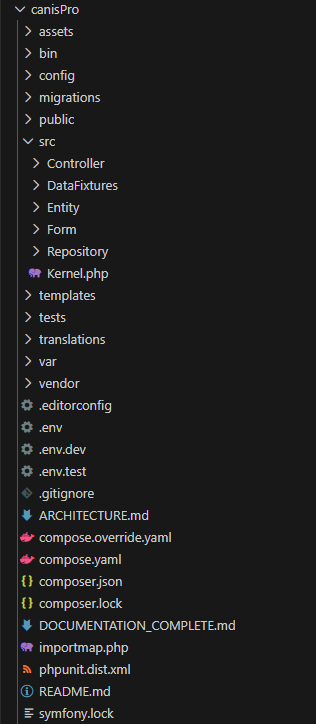 canisPro
assets
bin
config
migrations
public
src
Controller
DataFixtures
Entity
Form
Repository
Kernel.php
templates
tests
translations
var
vendor
.editorconfig
.env
.env.dev
.env.test
.gitignore
ARCHITECTURE.md
compose.override.yaml
compose.yaml
composer.json
composer.lock
DOCUMENTATION_COMPLETE.md
importmap.php
phpunit.dist.xml
README.md
symfony.lock